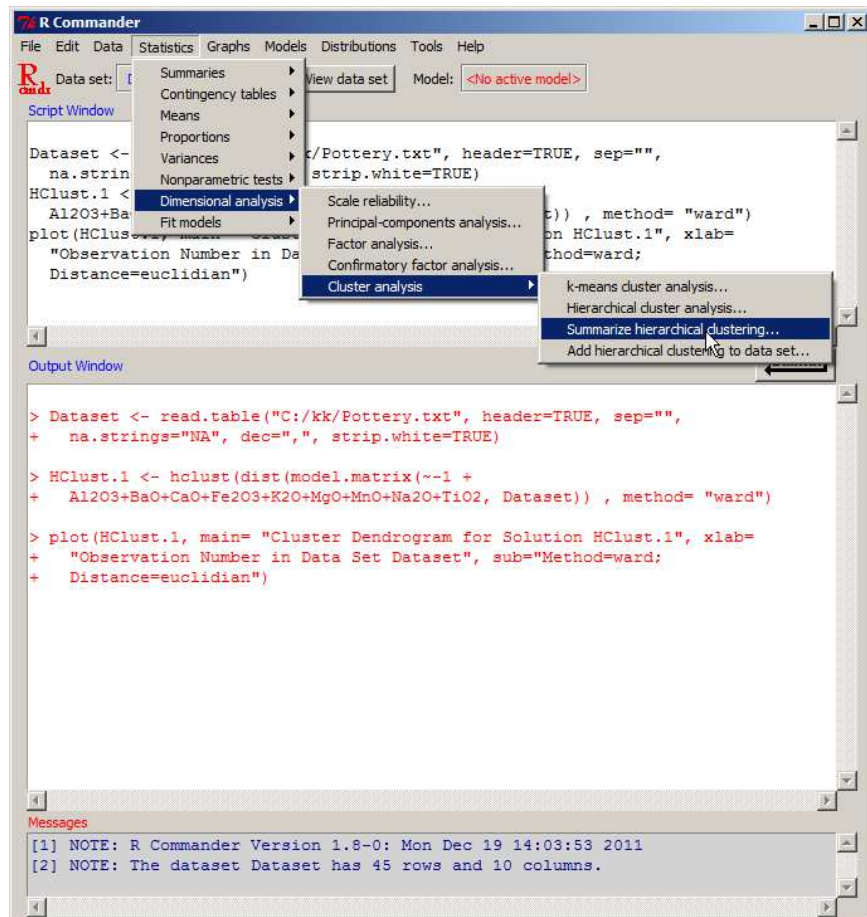 R Commander
File Edit Data Statistics Graphs Models Distributions Tools Help
R
cmdr
Data set:
View data set
Model: <No active model>
Summaries
Contingency tables
Means
Proportions
Variances
Nonparametric tests
Dimensional analysis
Fit models
Scale reliability...
Principal-components analysis...
Factor analysis...
Confirmatory factor analysis...
Cluster analysis
k-means cluster analysis...
Hierarchical cluster analysis...
Summarize hierarchical clustering...
Add hierarchical clustering to data set...
Script Window
Dataset <- /Pottery.txt", header=TRUE, sep="",
na.strin strip.white=TRUE)
HClust.1 <
Al2O3+Ba )) , method= "ward")
plot(HClus on HClust.1", xlab=
"Observation Number in Da thod=ward;
Distance=euclidian")
Output Window
> Dataset <- read.table("C:/kk/Pottery.txt", header=TRUE, sep="",
+ na.strings="NA", dec=",", strip.white=TRUE)
> HClust.1 <- hclust(dist(model.matrix(~-1 +
+ Al2O3+BaO+CaO+Fe2O3+K2O+MgO+MnO+Na2O+TiO2, Dataset)) , method= "ward")
> plot(HClust.1, main= "Cluster Dendrogram for Solution HClust.1", xlab=
+ "Observation Number in Data Set Dataset", sub="Method=ward;
+ Distance=euclidian")
Messages
[1] NOTE: R Commander Version 1.8-0: Mon Dec 19 14:03:53 2011
[2] NOTE: The dataset Dataset has 45 rows and 10 columns.